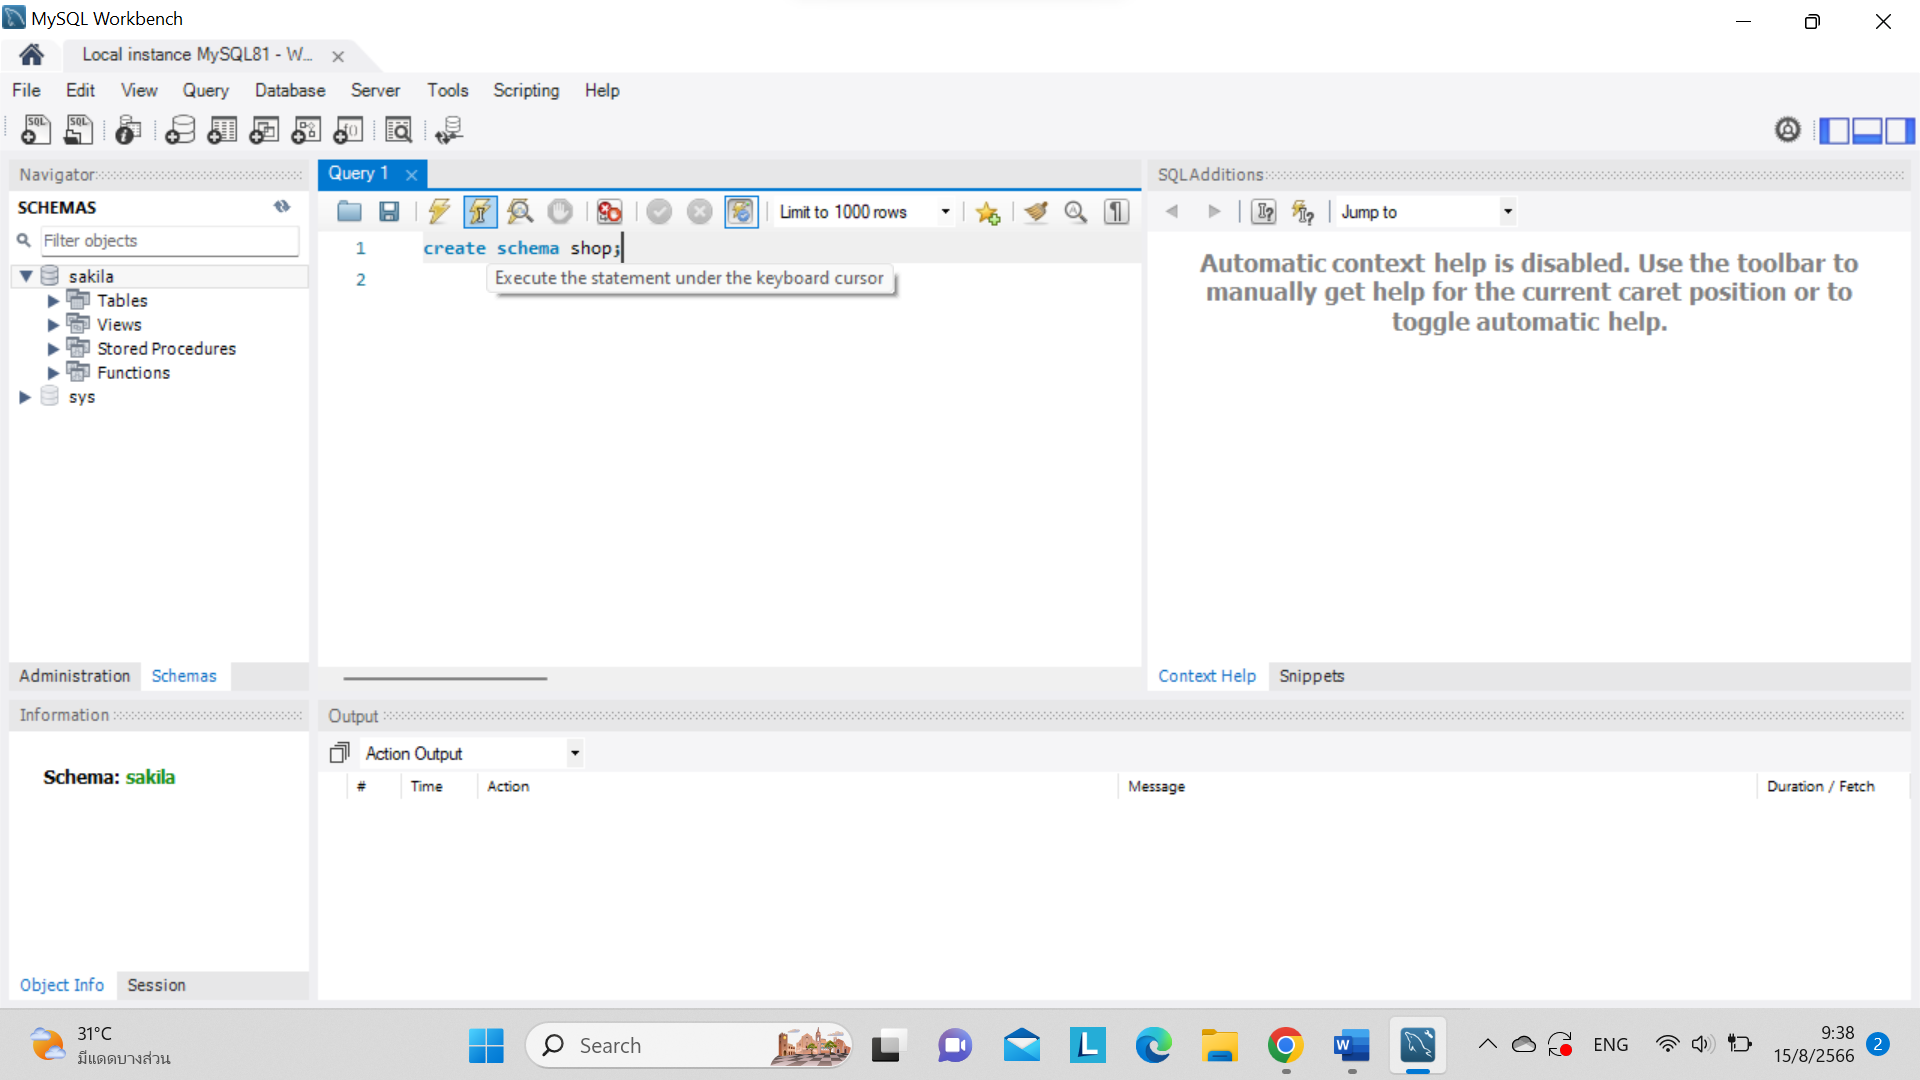 MySQL Workbench
Local instance MySQL81 - W...
File Edit View Query Database Server Tools Scripting Help
Navigator
SCHEMAS
Filter objects
sakila
Tables
Views
Stored Procedures
Functions
sys
Administration Schemas
Information
Schema: sakila
Object Info Session
Query 1
Limit to 1000 rows
1 create schema shop;
2
Execute the statement under the keyboard cursor
SQLAdditions
Jump to
Automatic context help is disabled. Use the toolbar to
manually get help for the current caret position or to
toggle automatic help.
Context Help Snippets
Output
Action Output
# Time Action Message Duration / Fetch
31°C
มีแดดบางส่วน
Search
ENG
9:38
15/8/2566
2